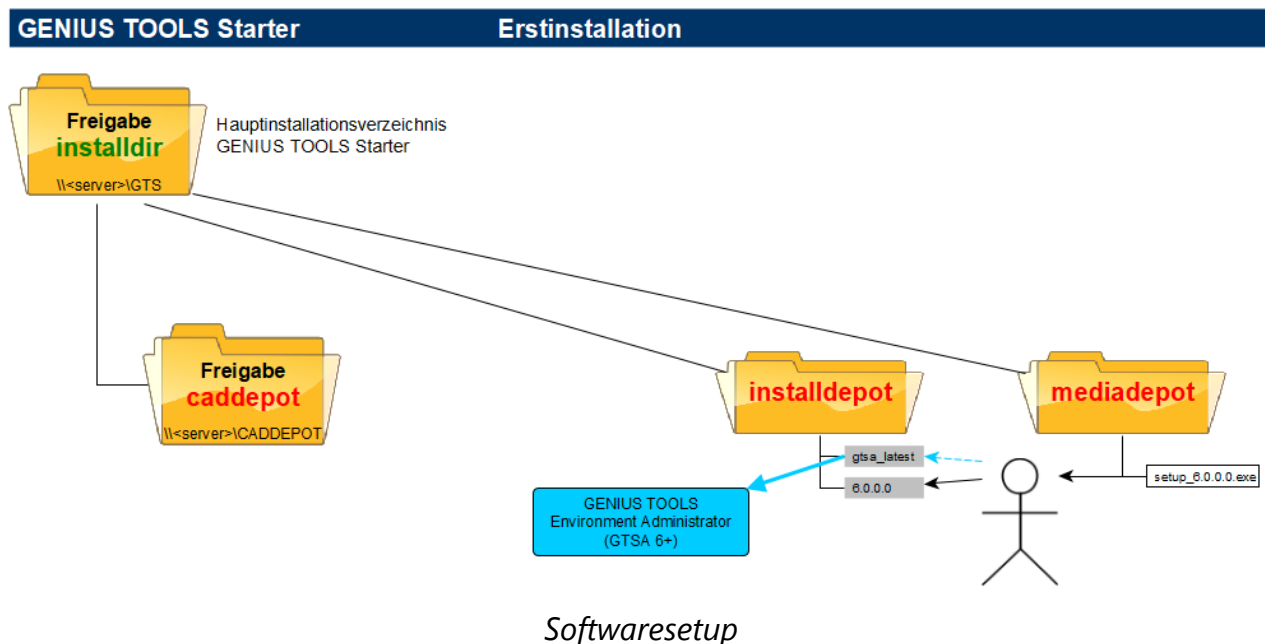 GENIUS TOOLS Starter Erstinstallation
Freigabe
installdir
\\<server>\GTS
Hauptinstallationsverzeichnis
GENIUS TOOLS Starter
Freigabe
caddepot
\\<server>\CADDEPOT
installdepot
mediadepot
gtsa_latest
6.0.0.0
setup_6.0.0.0.exe
GENIUS TOOLS
Environment Administrator
(GTSA 6+)
Softwaresetup